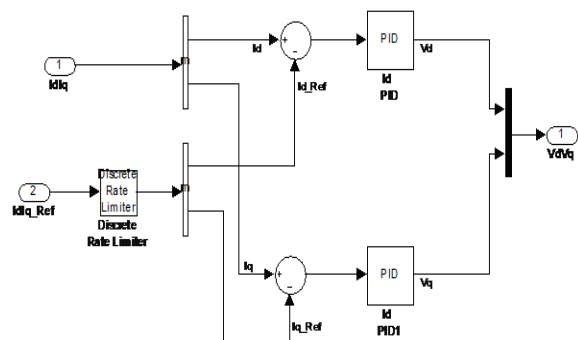 1
IdIq
m
Id
+
-
Id_Ref
PID
Id
PID
Vd
1
VdVq
2
IdIq_Ref
Discrete
Rate
Limiter
Discrete
Rate Limiter
m
Iq
+
-
Iq_Ref
PID
Id
PID1
Vq